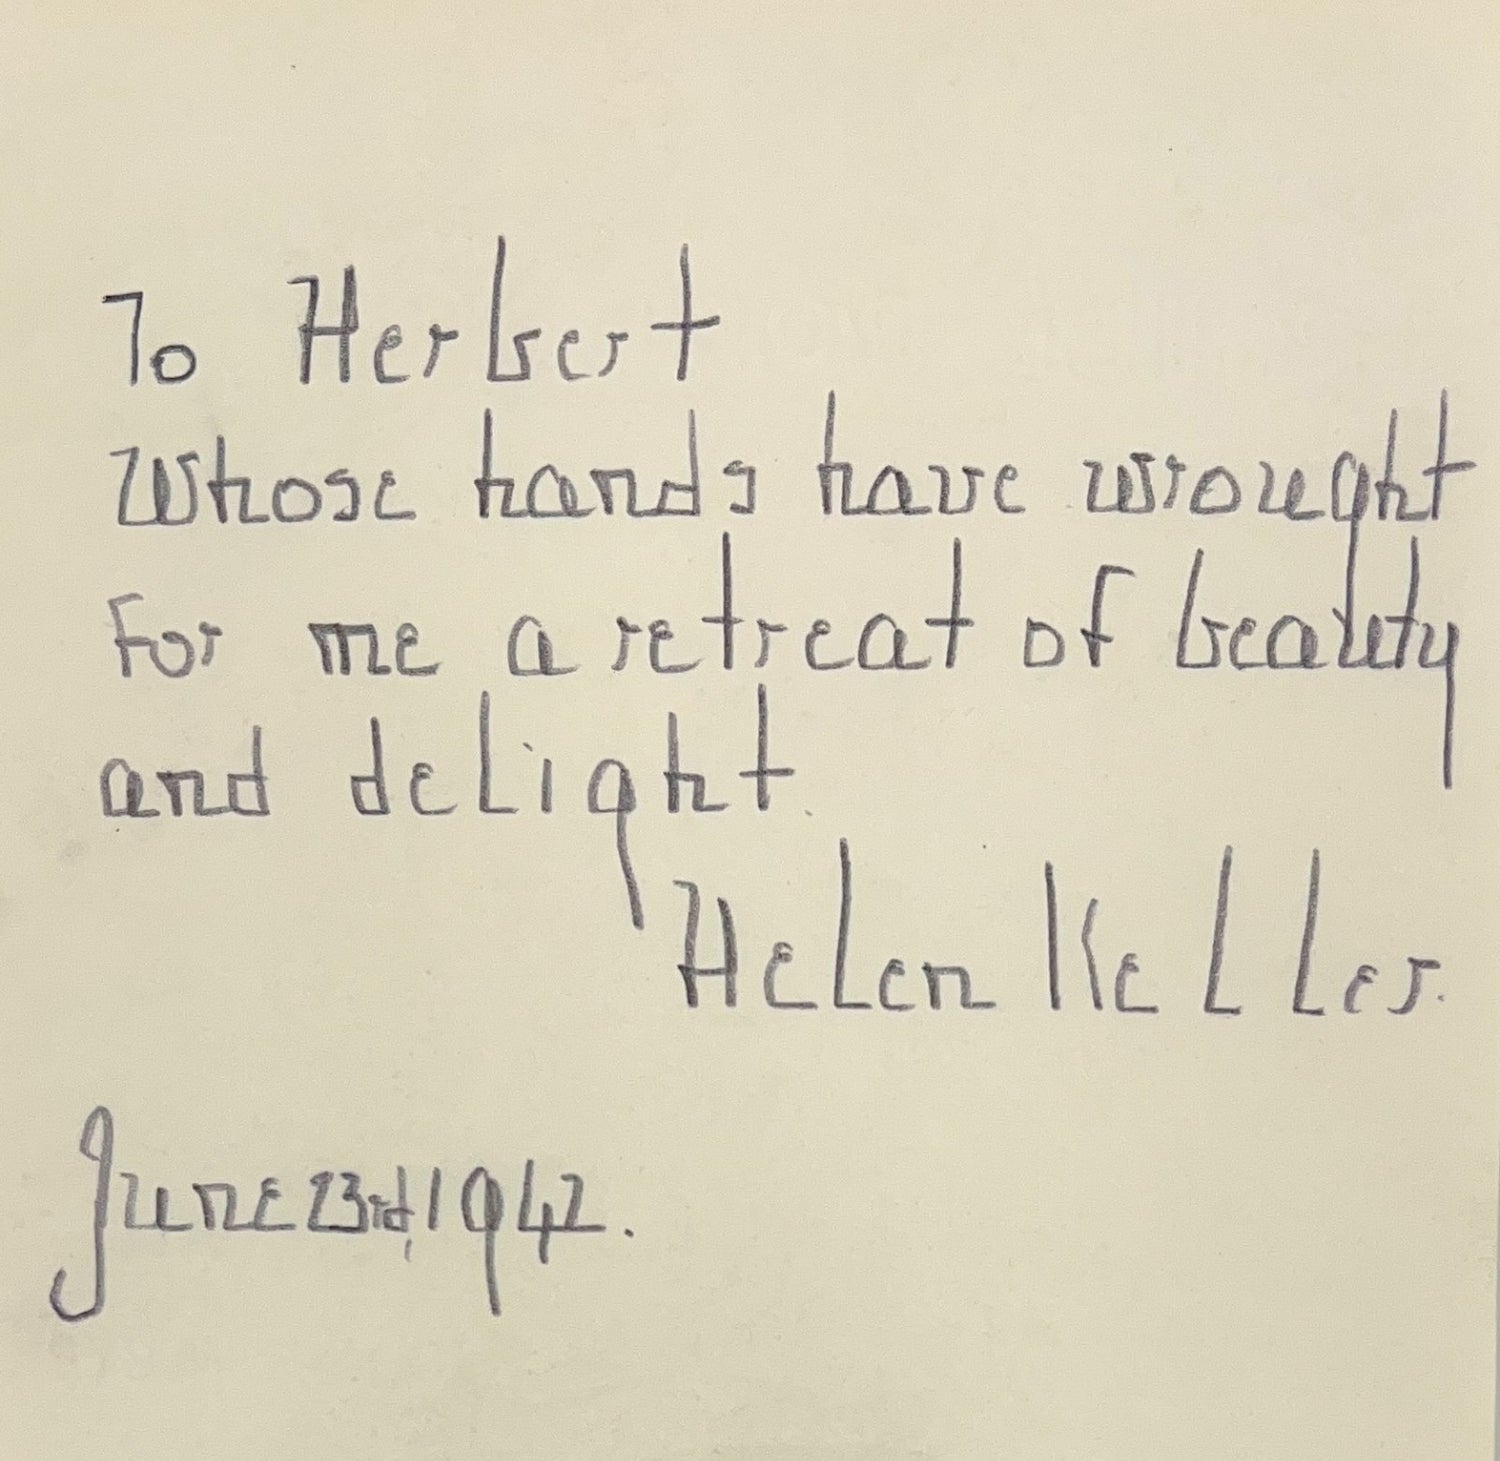 To Herbert
Whose hands have wrought
For me a retreat of beauty
and delight.
Helen Keller.
June 23rd, 1942.